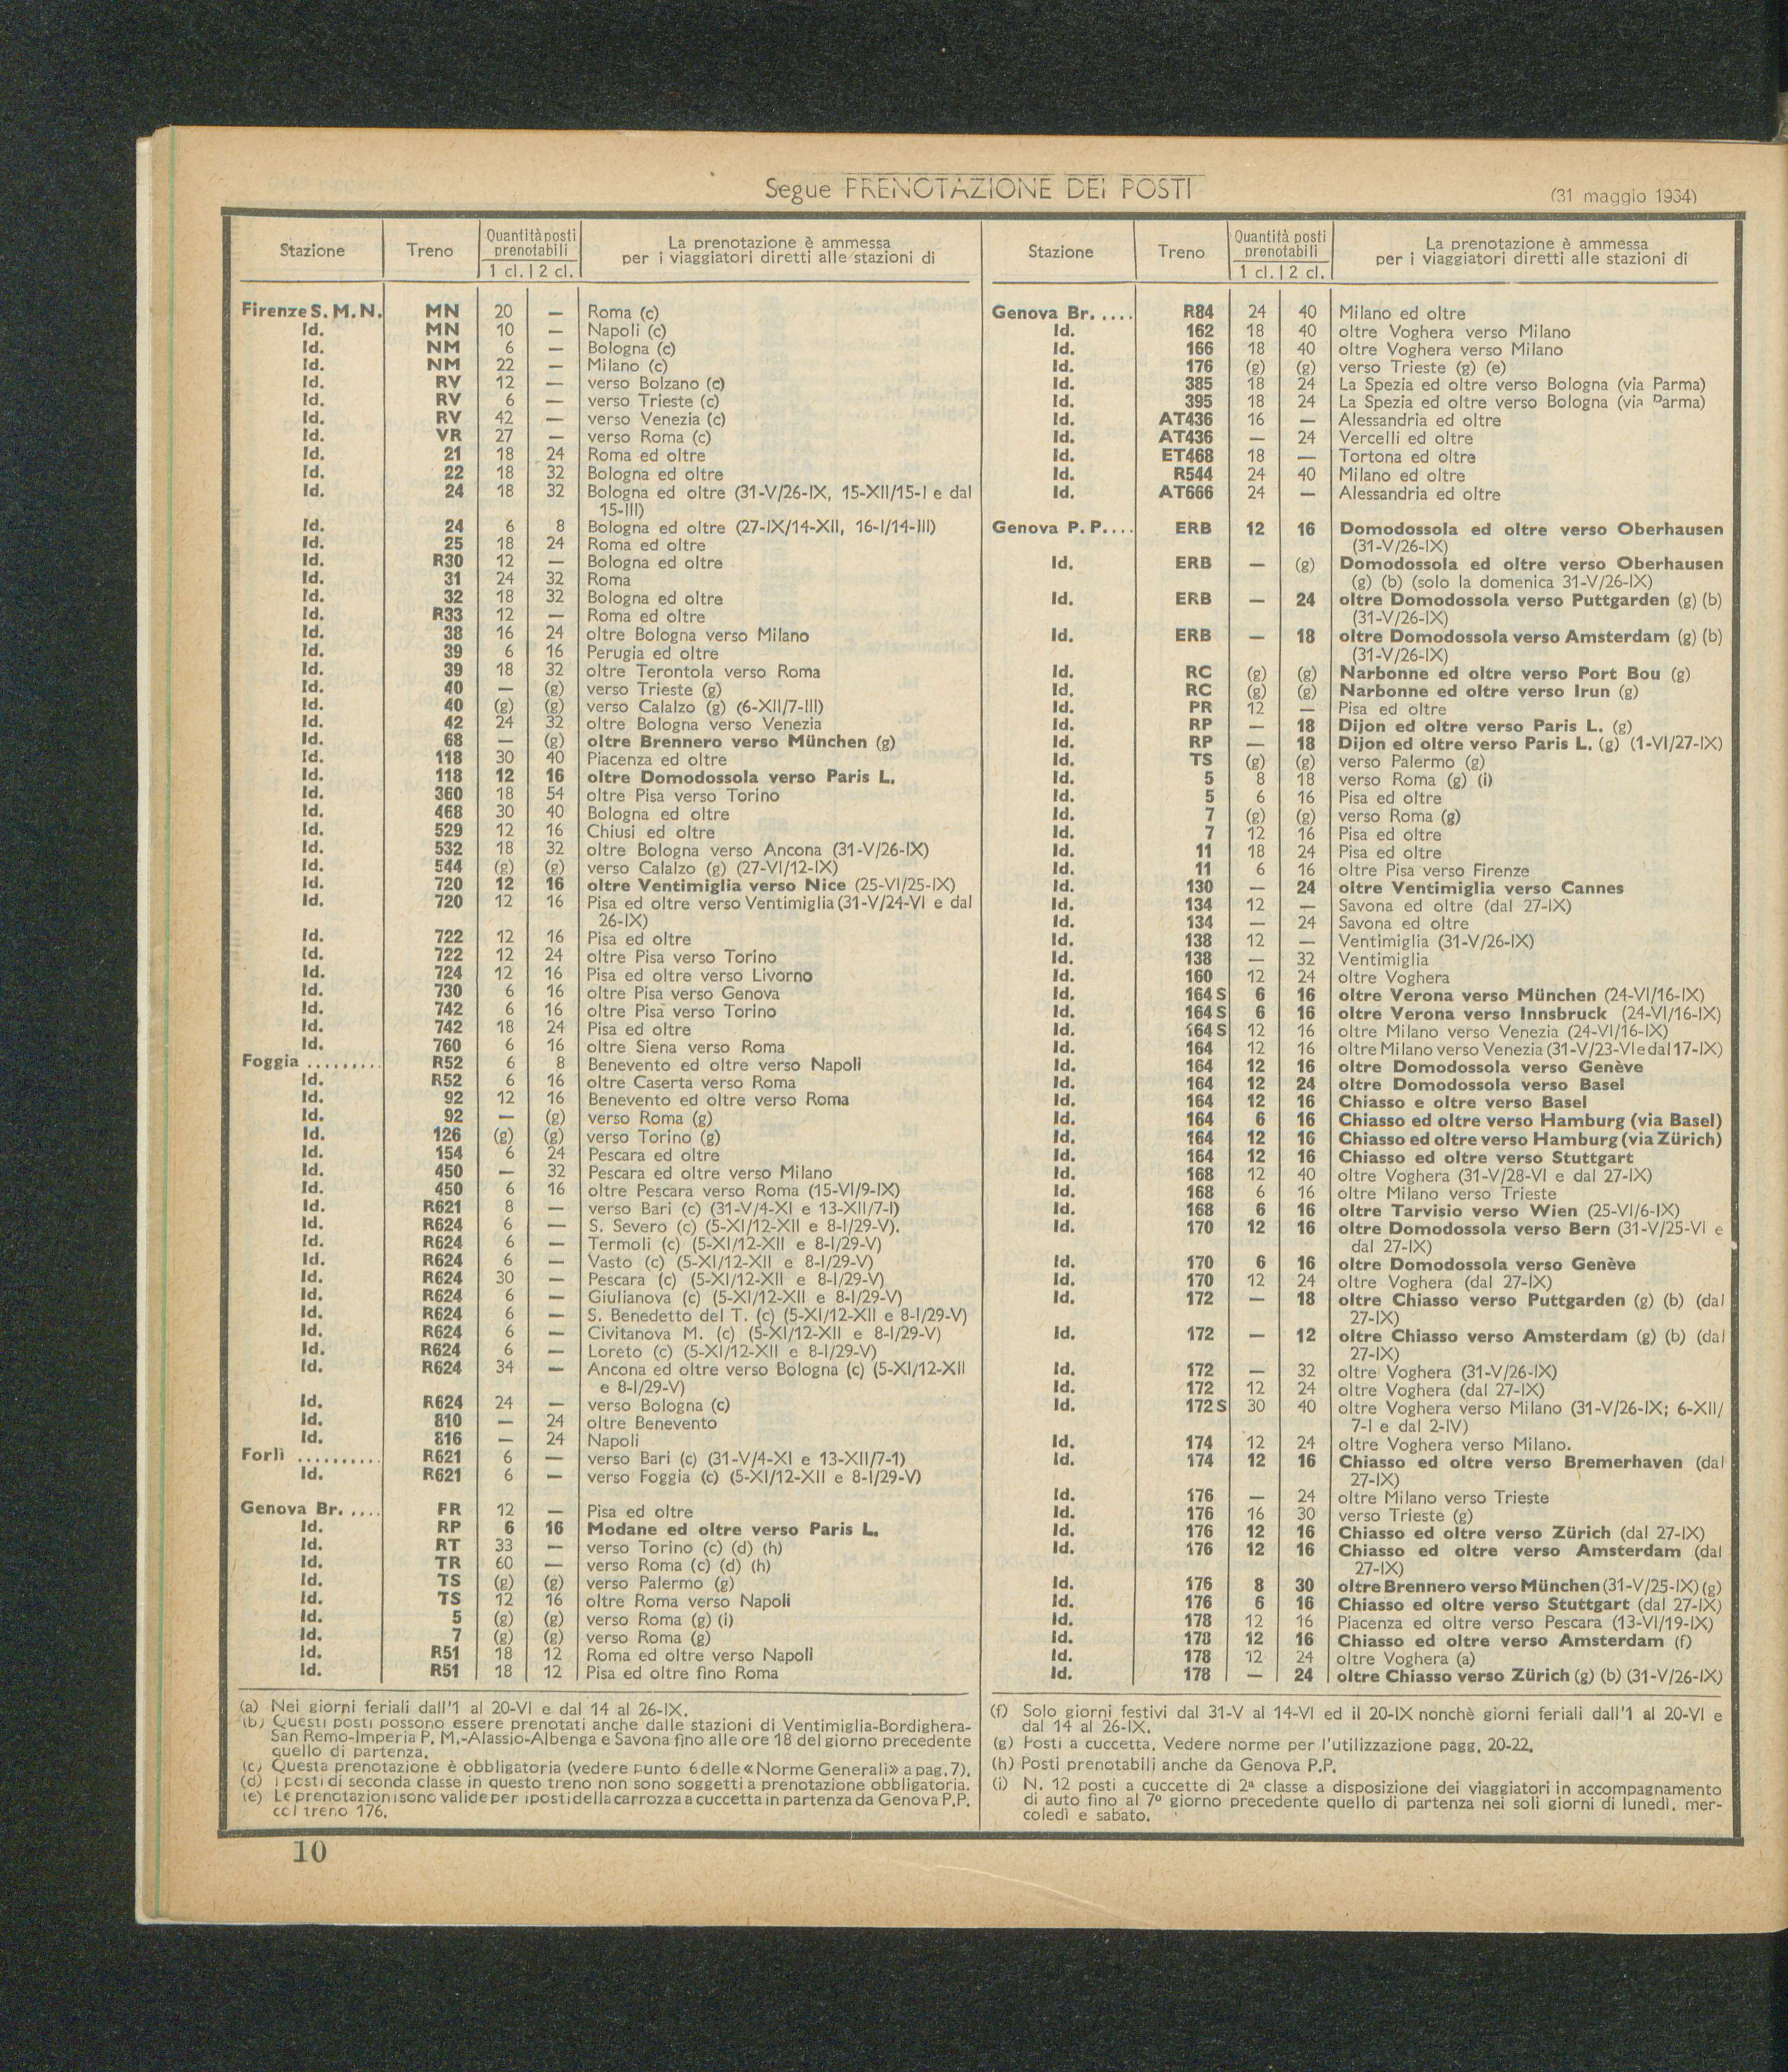 Segue PRENOTAZIONE DEI POSTI
(31 maggio 1964)
Stazione Treno Quantità posti prenotabili 1 cl. 2 cl. La prenotazione è ammessa per i viaggiatori diretti alle stazioni di
Firenze S. M. N. MN 20 — Roma (c)
Id. MN 10 — Napoli (c)
Id. NM 6 — Bologna (c)
Id. NM 22 — Milano (c)
Id. RV 12 — verso Bolzano (c)
Id. RV 6 — verso Trieste (c)
Id. RV 42 — verso Venezia (c)
Id. VR 27 — verso Roma (c)
Id. 21 18 24 Roma ed oltre
Id. 22 18 32 Bologna ed oltre
Id. 24 18 32 Bologna ed oltre (31-V/26-IX, 15-XII/15-I e dal
15-III)
Id. 24 6 8 Bologna ed oltre (27-IX/14-XII, 16-I/14-III)
Id. 25 18 24 Roma ed oltre
Id. R30 12 — Bologna ed oltre
Id. 31 24 32 Roma
Id. 32 18 32 Bologna ed oltre
Id. R33 12 — Roma ed oltre
Id. 38 16 24 oltre Bologna verso Milano
Id. 39 6 16 Perugia ed oltre
Id. 39 18 32 oltre Terontola verso Roma
Id. 40 — (g) verso Trieste (g)
Id. 40 (g) (g) verso Calalzo (g) (6-XII/7-III)
Id. 42 24 32 oltre Bologna verso Venezia
Id. 68 — (g) oltre Brennero verso München (g)
Id. 118 30 40 Piacenza ed oltre
Id. 118 12 16 oltre Domodossola verso Paris L.
Id. 360 18 54 oltre Pisa verso Torino
Id. 468 30 40 Bologna ed oltre
Id. 529 12 16 Chiusi ed oltre
Id. 532 18 32 oltre Bologna verso Ancona (31-V/26-IX)
Id. 544 (g) (g) verso Calalzo (g) (27-VI/12-IX)
Id. 720 12 16 oltre Ventimiglia verso Nice (25-VI/25-IX)
Id. 720 12 16 Pisa ed oltre verso Ventimiglia (31-V/24-VI e dal
26-IX)
Id. 722 12 16 Pisa ed oltre
Id. 722 12 24 oltre Pisa verso Torino
Id. 724 12 16 Pisa ed oltre verso Livorno
Id. 730 6 16 oltre Pisa verso Genova
Id. 742 6 16 oltre Pisa verso Torino
Id. 742 18 24 Pisa ed oltre
Id. 760 6 16 oltre Siena verso Roma
Foggia ......... R52 6 8 Benevento ed oltre verso Napoli
Id. R52 6 16 oltre Caserta verso Roma
Id. 92 12 16 Benevento ed oltre verso Roma
Id. 92 — (g) verso Roma (g)
Id. 126 (g) (g) verso Torino (g)
Id. 154 6 24 Pescara ed oltre
Id. 450 — 32 Pescara ed oltre verso Milano
Id. 450 6 16 oltre Pescara verso Roma (15-VI/9-IX)
Id. R621 8 — verso Bari (c) (31-V/4-XI e 13-XII/7-I)
Id. R624 6 — S. Severo (c) (5-XI/12-XII e 8-I/29-V).
Id. R624 6 — Termoli (c) (5-XI/12-XII e 8-I/29-V)
Id. R624 6 — Vasto (c) (5-XI/12-XII e 8-I/29-V)
Id. R624 30 — Pescara (c) (5-XI/12-XII e 8-I/29-V)
Id. R624 6 — Giulianova (c) (5-XI/12-XII e 8-I/29-V)
Id. R624 6 — S. Benedetto del T. (c) (5-XI/12-XII e 8-I/29-V)
Id. R624 6 — Civitanova M. (c) (5-XI/12-XII e 8-I/29-V)
Id. R624 6 — Loreto (c) (5-XI/12-XII e 8-I/29-V)
Id. R624 34 — Ancona ed oltre verso Bologna (c) (5-XI/12-XII
e 8-I/29-V)
Id. R624 24 — verso Bologna (c)
Id. 810 — 24 oltre Benevento
Id. 816 — 24 Napoli
Forlì .......... R621 6 — verso Bari (c) (31-V/4-XI e 13-XII/7-1)
Id. R621 6 — verso Foggia (c) (5-XI/12-XII e 8-I/29-V)
Genova Br. .... FR 12 — Pisa ed oltre
Id. RP 6 16 Modane ed oltre verso Paris L.
Id. RT 33 — verso Torino (c) (d) (h)
Id. TR 60 — verso Roma (c) (d) (h)
Id. TS (g) (g) verso Palermo (g)
Id. TS 12 16 oltre Roma verso Napoli
Id. 5 (g) (g) verso Roma (g) (i)
Id. 7 (g) (g) verso Roma (g)
Id. R51 18 12 Roma ed oltre verso Napoli
Id. R51 18 12 Pisa ed oltre fino Roma
(a) Nei giorni feriali dall'1 al 20-VI e dal 14 al 26-IX.
(b) Questi posti possono essere prenotati anche dalle stazioni di Ventimiglia-Bordighera-
San Remo-Imperia P. M.-Alassio-Albenga e Savona fino alle ore 18 del giorno precedente
quello di partenza.
(c) Questa prenotazione è obbligatoria (vedere punto 6 delle «Norme Generali» a pag. 7).
(d) I posti di seconda classe in questo treno non sono soggetti a prenotazione obbligatoria.
(e) Le prenotazioni sono valide per i posti della carrozza a cuccetta in partenza da Genova P.P.
col treno 176.
Stazione Treno Quantità posti prenotabili 1 cl. 2 cl. La prenotazione è ammessa per i viaggiatori diretti alle stazioni di
Genova Br. .... R84 24 40 Milano ed oltre
Id. 162 18 40 oltre Voghera verso Milano
Id. 166 18 40 oltre Voghera verso Milano
Id. 176 (g) (g) verso Trieste (g) (e)
Id. 385 18 24 La Spezia ed oltre verso Bologna (via Parma)
Id. 395 18 24 La Spezia ed oltre verso Bologna (via Parma)
Id. AT436 16 — Alessandria ed oltre
Id. AT436 — 24 Vercelli ed oltre
Id. ET468 18 — Tortona ed oltre
Id. R544 24 40 Milano ed oltre
Id. AT666 24 — Alessandria ed oltre
Genova P. P. ... ERB 12 16 Domodossola ed oltre verso Oberhausen
(31-V/26-IX)
Id. ERB — (g) Domodossola ed oltre verso Oberhausen
(g) (b) (solo la domenica 31-V/26-IX)
Id. ERB — 24 oltre Domodossola verso Puttgarden (g) (b)
(31-V/26-IX)
Id. ERB — 18 oltre Domodossola verso Amsterdam (g) (b)
(31-V/26-IX)
Id. RC (g) (g) Narbonne ed oltre verso Port Bou (g)
Id. RC (g) (g) Narbonne ed oltre verso Irun (g)
Id. PR 12 — Pisa ed oltre
Id. RP — 18 Dijon ed oltre verso Paris L. (g)
Id. RP — 18 Dijon ed oltre verso Paris L. (g) (1-VI/27-IX)
Id. TS (g) (g) verso Palermo (g)
Id. 5 8 18 verso Roma (g) (i)
Id. 5 6 16 Pisa ed oltre
Id. 7 (g) (g) verso Roma (g)
Id. 7 12 16 Pisa ed oltre
Id. 11 18 24 Pisa ed oltre
Id. 11 6 16 oltre Pisa verso Firenze
Id. 130 — 24 oltre Ventimiglia verso Cannes
Id. 134 12 — Savona ed oltre (dal 27-IX)
Id. 134 — 24 Savona ed oltre
Id. 138 12 — Ventimiglia (31-V/26-IX)
Id. 138 — 32 Ventimiglia
Id. 160 12 24 oltre Voghera
Id. 164 S 6 16 oltre Verona verso München (24-VI/16-IX)
Id. 164 S 6 16 oltre Verona verso Innsbruck (24-VI/16-IX)
Id. 164 S 12 16 oltre Milano verso Venezia (24-VI/16-IX)
Id. 164 12 16 oltre Milano verso Venezia (31-V/23-VI e dal 17-IX)
Id. 164 12 16 oltre Domodossola verso Genève
Id. 164 12 24 oltre Domodossola verso Basel
Id. 164 12 16 Chiasso e oltre verso Basel
Id. 164 6 16 Chiasso ed oltre verso Hamburg (via Basel)
Id. 164 12 16 Chiasso ed oltre verso Hamburg (via Zürich)
Id. 164 12 16 Chiasso ed oltre verso Stuttgart
Id. 168 12 40 oltre Voghera (31-V/28-VI e dal 27-IX)
Id. 168 6 16 oltre Milano verso Trieste
Id. 168 6 16 oltre Tarvisio verso Wien (25-VI/6-IX)
Id. 170 12 16 oltre Domodossola verso Bern (31-V/25-VI e
dal 27-IX)
Id. 170 6 16 oltre Domodossola verso Genève
Id. 170 12 24 oltre Voghera (dal 27-IX)
Id. 172 — 18 oltre Chiasso verso Puttgarden (g) (b) (dal
27-IX)
Id. 172 — 12 oltre Chiasso verso Amsterdam (g) (b) (dal
27-IX)
Id. 172 — 32 oltre Voghera (31-V/26-IX)
Id. 172 12 24 oltre Voghera (dal 27-IX)
Id. 172 S 30 40 oltre Voghera verso Milano (31-V/26-IX; 6-XII/
7-I e dal 2-IV)
Id. 174 12 24 oltre Voghera verso Milano.
Id. 174 12 16 Chiasso ed oltre verso Bremerhaven (dal
27-IX)
Id. 176 — 24 oltre Milano verso Trieste
Id. 176 16 30 verso Trieste (g)
Id. 176 12 16 Chiasso ed oltre verso Zürich (dal 27-IX)
Id. 176 12 16 Chiasso ed oltre verso Amsterdam (dal
27-IX)
Id. 176 8 30 oltre Brennero verso München (31-V/25-IX) (g)
Id. 176 6 16 Chiasso ed oltre verso Stuttgart (dal 27-IX)
Id. 178 12 16 Piacenza ed oltre verso Pescara (13-VI/19-IX)
Id. 178 12 16 Chiasso ed oltre verso Amsterdam (f)
Id. 178 12 24 oltre Voghera (a)
Id. 178 — 24 oltre Chiasso verso Zürich (g) (b) (31-V/26-IX)
(f) Solo giorni festivi dal 31-V al 14-VI ed il 20-IX nonchè giorni feriali dall'1 al 20-VI e
dal 14 al 26-IX.
(g) Posti a cuccetta. Vedere norme per l'utilizzazione pagg. 20-22.
(h) Posti prenotabili anche da Genova P.P.
(i) N. 12 posti a cuccette di 2ª classe a disposizione dei viaggiatori in accompagnamento
di auto fino al 7º giorno precedente quello di partenza nei soli giorni di lunedì, mer-
coledì e sabato.
10